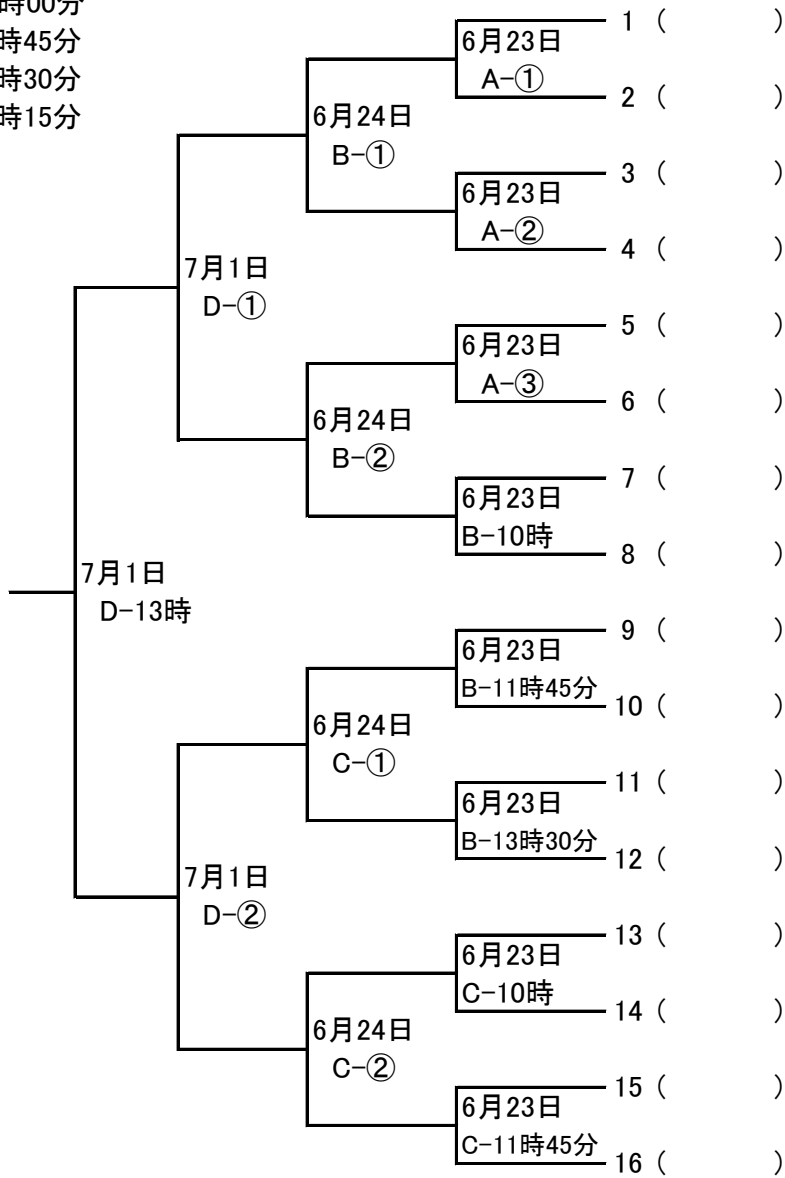 時00分
時45分
時30分
時15分
1 (　　　)
6月23日
A-①
2 (　　　)
6月24日
B-①
3 (　　　)
6月23日
A-②
4 (　　　)
7月1日
D-①
5 (　　　)
6月23日
A-③
6 (　　　)
6月24日
B-②
7 (　　　)
6月23日
B-10時
8 (　　　)
7月1日
D-13時
9 (　　　)
6月23日
B-11時45分
10 (　　　)
6月24日
C-①
11 (　　　)
6月23日
B-13時30分
12 (　　　)
7月1日
D-②
13 (　　　)
6月23日
C-10時
14 (　　　)
6月24日
C-②
15 (　　　)
6月23日
C-11時45分
16 (　　　)